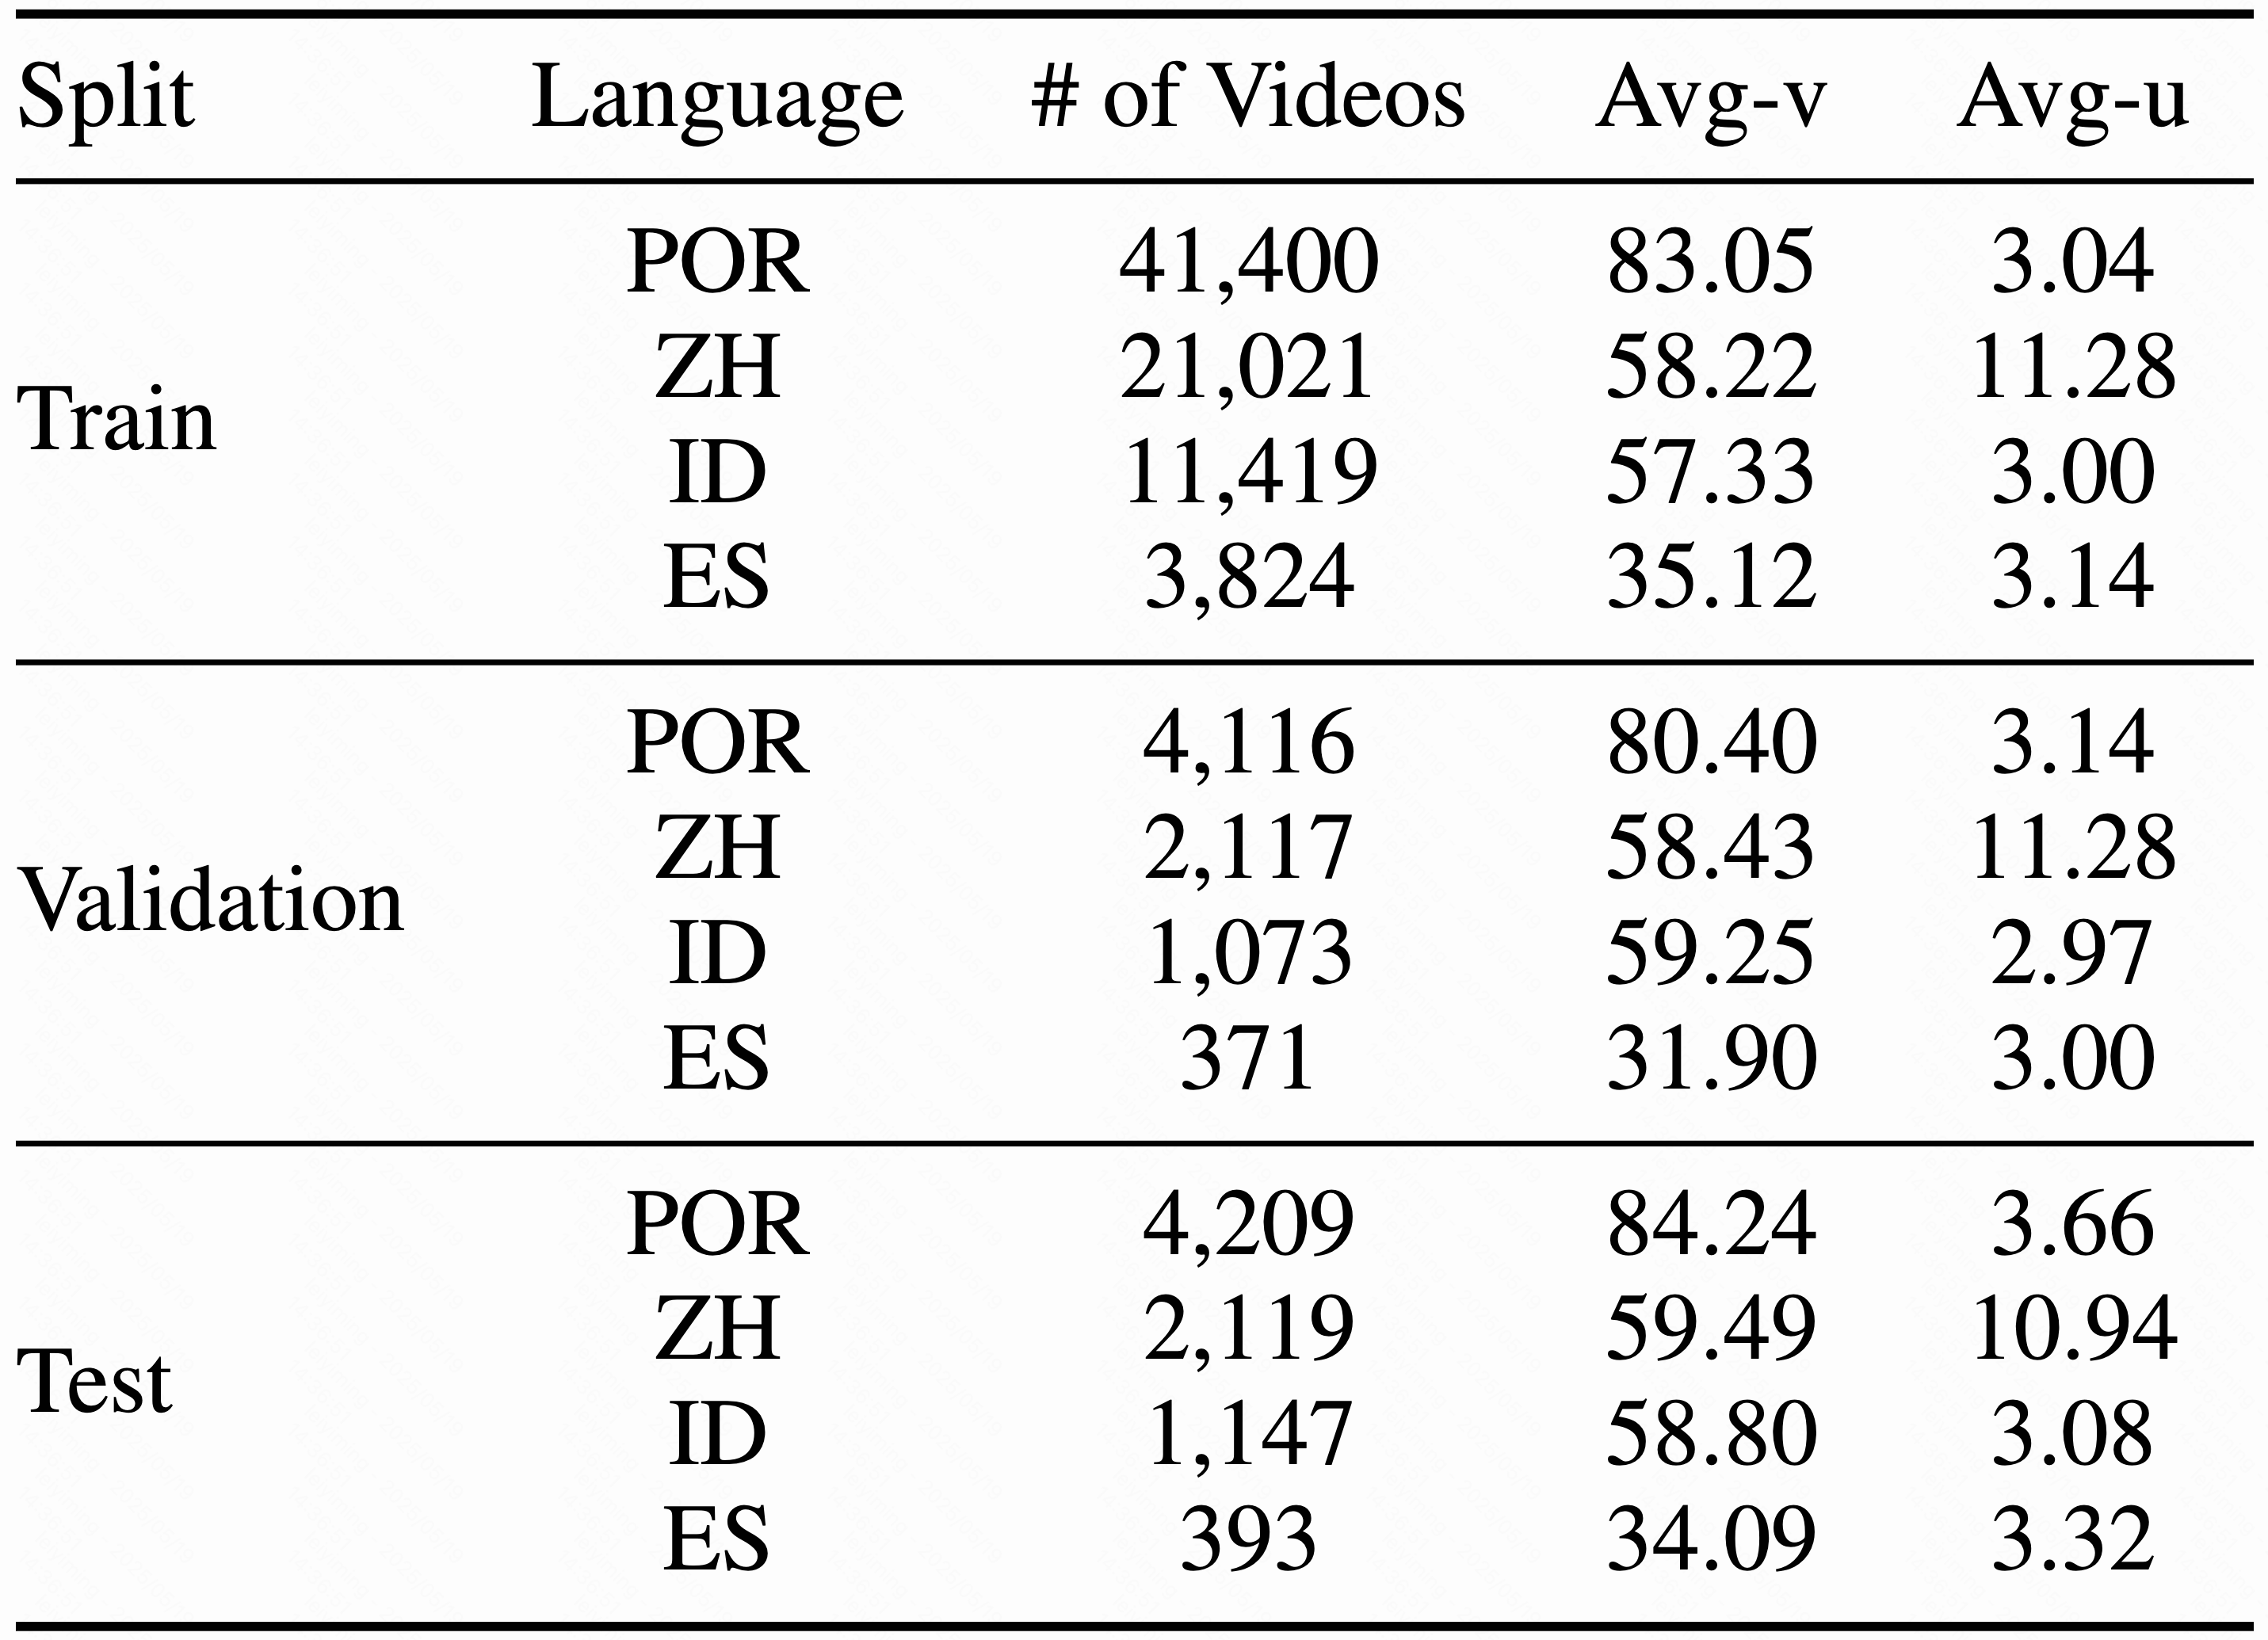 Split Language # of Videos Avg-v Avg-u
Train
POR 41,400 83.05 3.04
ZH 21,021 58.22 11.28
ID 11,419 57.33 3.00
ES 3,824 35.12 3.14
Validation
POR 4,116 80.40 3.14
ZH 2,117 58.43 11.28
ID 1,073 59.25 2.97
ES 371 31.90 3.00
Test
POR 4,209 84.24 3.66
ZH 2,119 59.49 10.94
ID 1,147 58.80 3.08
ES 393 34.09 3.32